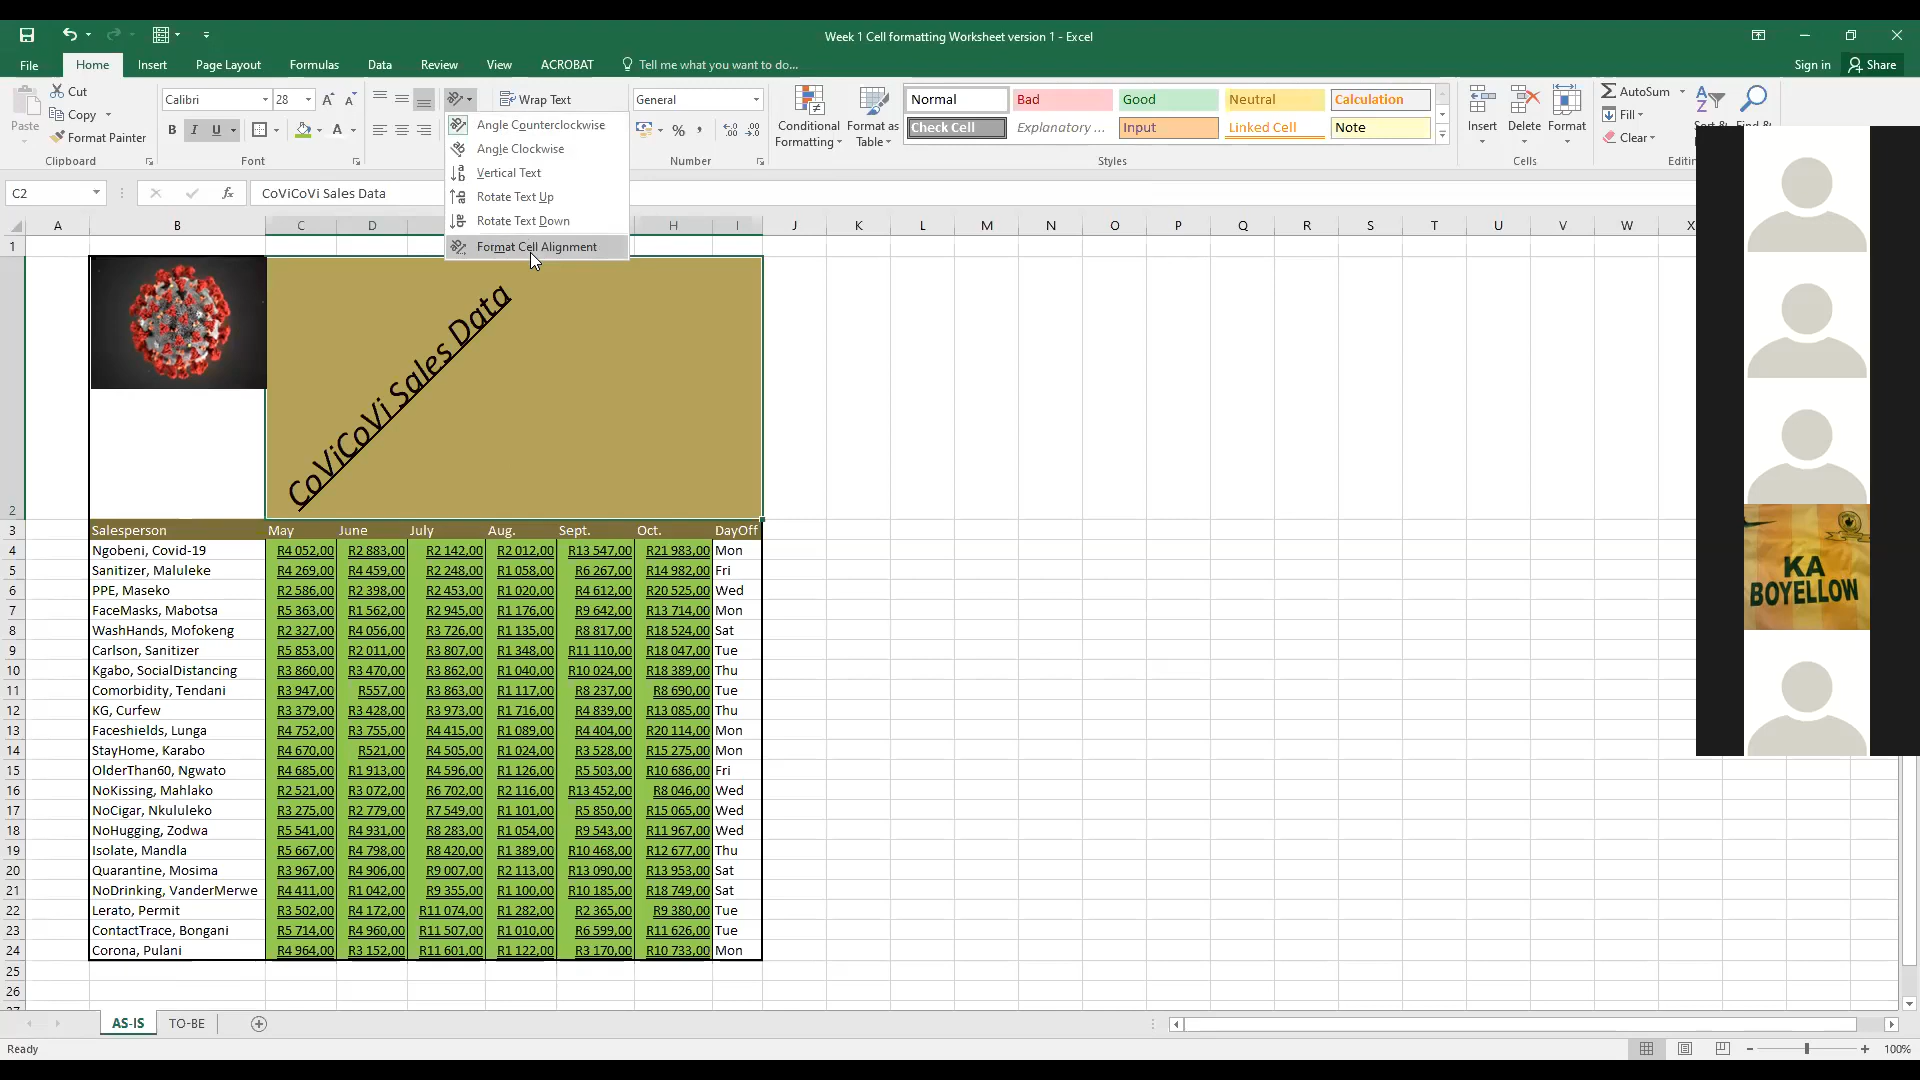 Week 1 Cell formatting Worksheet version 1 - Excel
File Home Insert Page Layout Formulas Data Review View ACROBAT Tell me what you want to do... Sign in Share
Paste Cut Copy Format Painter Clipboard
Calibri 28 B I U Font
Wrap Text
Angle Counterclockwise
Angle Clockwise
Vertical Text
Rotate Text Up
Rotate Text Down
Format Cell Alignment
General % Number
Conditional Formatting Format as Table
Normal Bad Good Neutral Calculation
Check Cell Explanatory ... Input Linked Cell Note
Styles
Insert Delete Format Cells
AutoSum Fill Clear
C2 fx CoViCoVi Sales Data
A B C D H I J K L M N O P Q R S T U V W X
1
2 CoViCoVi Sales Data
3 Salesperson May June July Aug. Sept. Oct. DayOff
4 Ngobeni, Covid-19 R4 052,00 R2 883,00 R2 142,00 R2 012,00 R13 547,00 R21 983,00 Mon
5 Sanitizer, Maluleke R4 269,00 R4 459,00 R2 248,00 R1 058,00 R6 267,00 R14 982,00 Fri
6 PPE, Maseko R2 586,00 R2 398,00 R2 453,00 R1 020,00 R4 612,00 R20 525,00 Wed
7 FaceMasks, Mabotsa R5 363,00 R1 562,00 R2 945,00 R1 176,00 R9 642,00 R13 714,00 Mon
8 WashHands, Mofokeng R2 327,00 R4 056,00 R3 726,00 R1 135,00 R8 817,00 R18 524,00 Sat
9 Carlson, Sanitizer R5 853,00 R2 011,00 R3 807,00 R1 348,00 R11 110,00 R18 047,00 Tue
10 Kgabo, SocialDistancing R3 860,00 R3 470,00 R3 862,00 R1 040,00 R10 024,00 R18 389,00 Thu
11 Comorbidity, Tendani R3 947,00 R557,00 R3 863,00 R1 117,00 R8 237,00 R8 690,00 Tue
12 KG, Curfew R3 379,00 R3 428,00 R3 973,00 R1 716,00 R4 839,00 R13 085,00 Thu
13 Faceshields, Lunga R4 752,00 R3 755,00 R4 415,00 R1 089,00 R4 404,00 R20 114,00 Mon
14 StayHome, Karabo R4 670,00 R521,00 R4 505,00 R1 024,00 R3 528,00 R15 275,00 Mon
15 OlderThan60, Ngwato R4 685,00 R1 913,00 R4 596,00 R1 126,00 R5 503,00 R10 686,00 Fri
16 NoKissing, Mahlako R2 521,00 R3 072,00 R6 702,00 R2 116,00 R13 452,00 R8 046,00 Wed
17 NoCigar, Nkululeko R3 275,00 R2 779,00 R7 549,00 R1 101,00 R5 850,00 R15 065,00 Wed
18 NoHugging, Zodwa R5 541,00 R4 931,00 R8 283,00 R1 054,00 R9 543,00 R11 967,00 Wed
19 Isolate, Mandla R5 667,00 R4 798,00 R8 420,00 R1 389,00 R10 468,00 R12 677,00 Thu
20 Quarantine, Mosima R3 967,00 R4 906,00 R9 007,00 R2 113,00 R13 090,00 R13 953,00 Sat
21 NoDrinking, VanderMerwe R4 411,00 R1 042,00 R9 355,00 R1 100,00 R10 185,00 R18 749,00 Sat
22 Lerato, Permit R3 502,00 R4 172,00 R11 074,00 R1 282,00 R2 365,00 R9 380,00 Tue
23 ContactTrace, Bongani R5 714,00 R4 960,00 R11 507,00 R1 010,00 R6 599,00 R11 626,00 Tue
24 Corona, Pulani R4 964,00 R3 152,00 R11 601,00 R1 122,00 R3 170,00 R10 733,00 Mon
25
26
KA
BOYELLOW
AS-IS TO-BE
Ready 100%